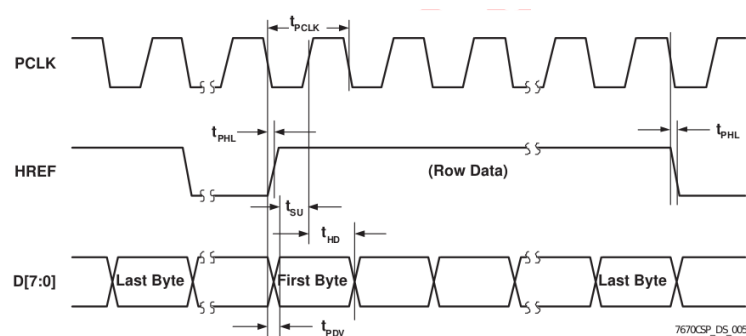 tPCLK
PCLK
tPHL
tPHL
HREF
(Row Data)
tSU
tHD
D[7:0]
Last Byte
First Byte
Last Byte
tPDV
7670CSP_DS_005